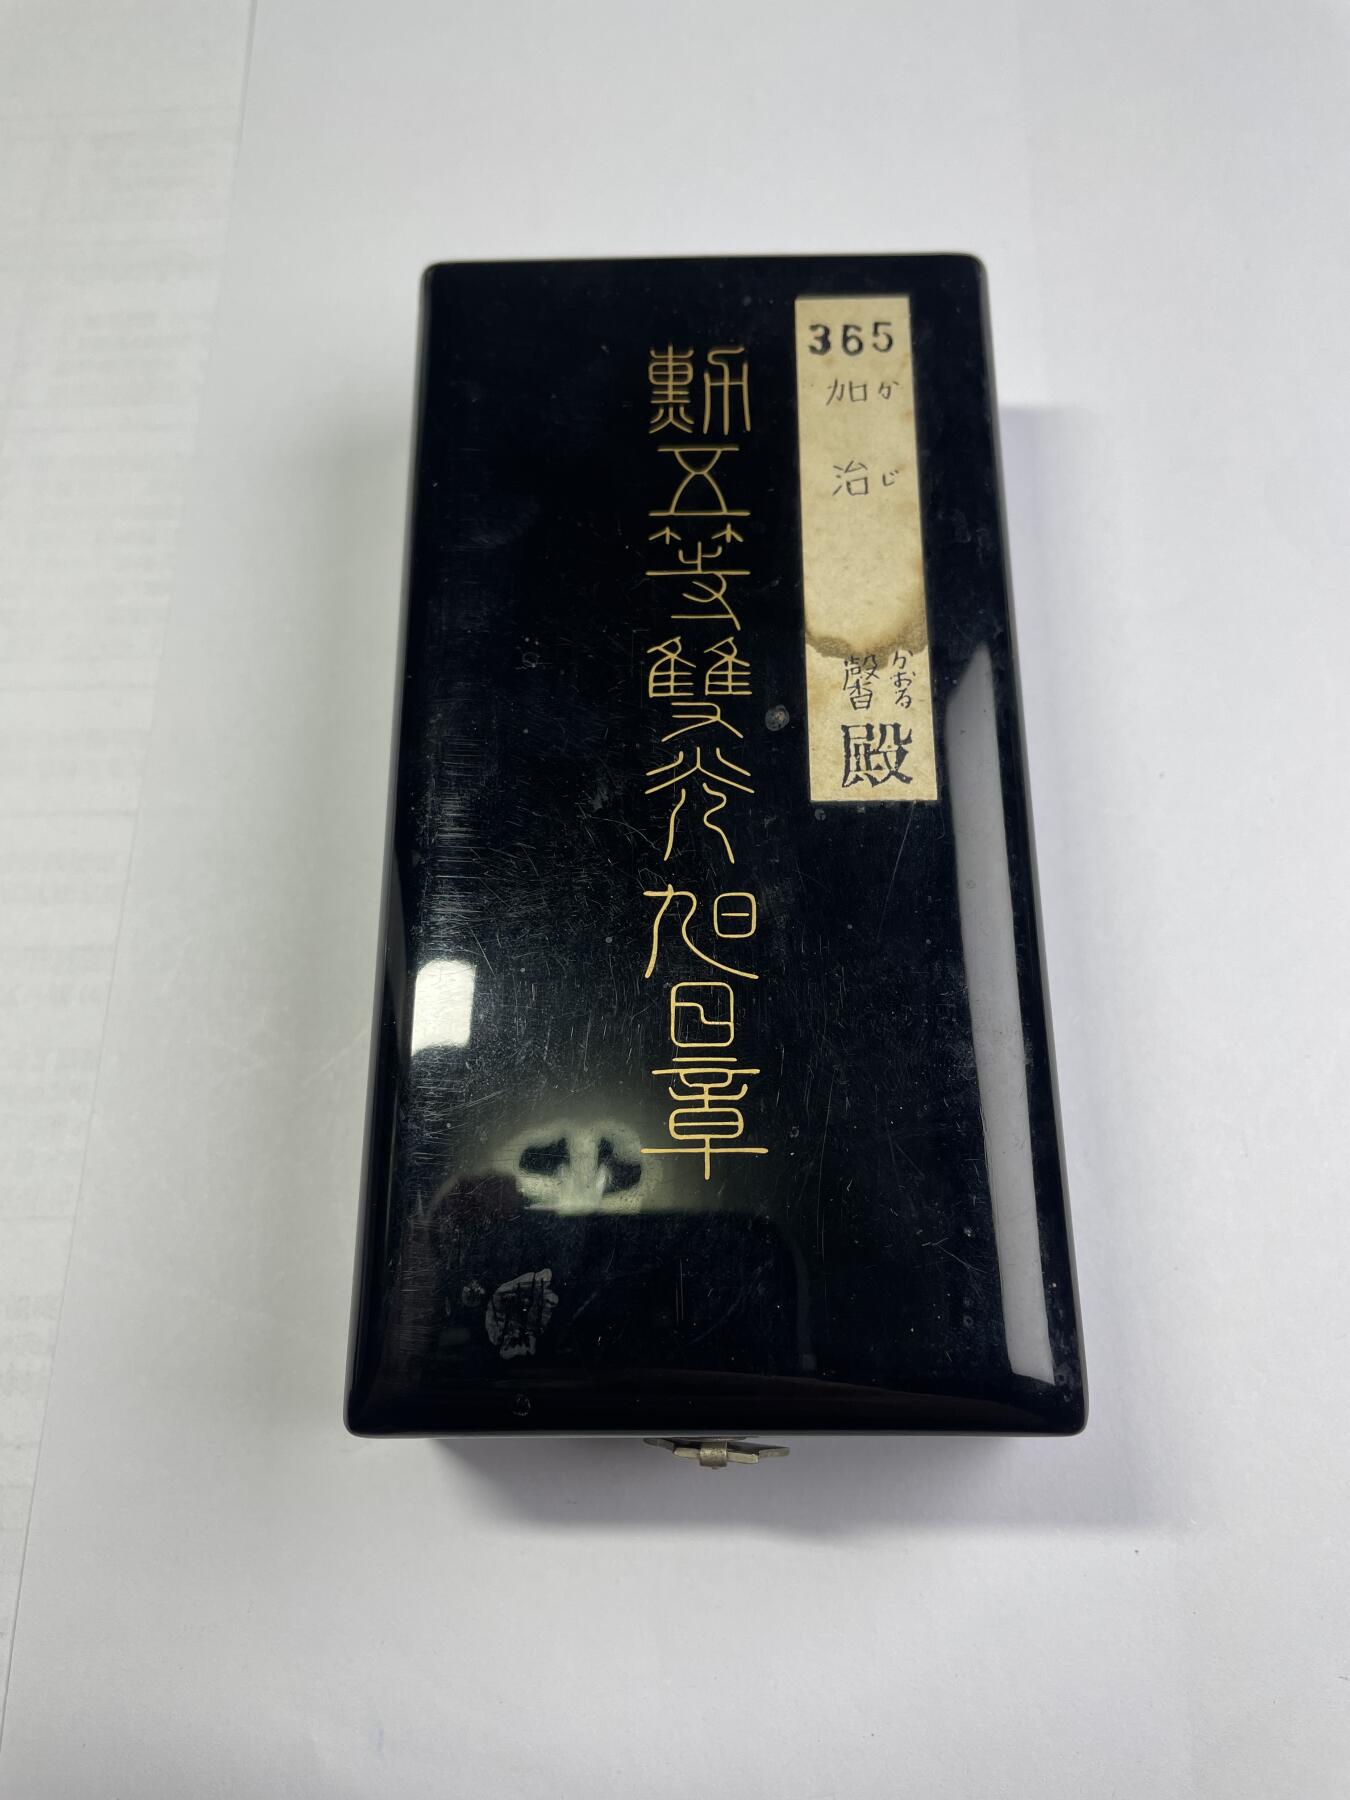 365
加治 馨 殿
か じ かおる
勲五等雙光旭日章